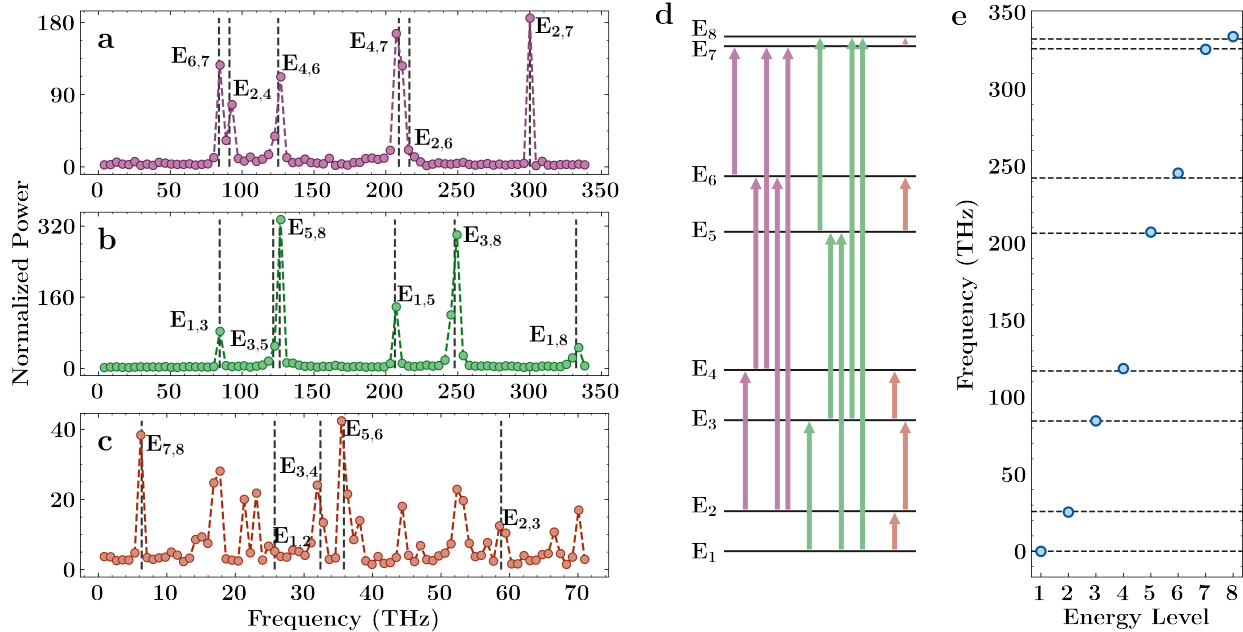 Normalized Power
a
180
90
0
E6,7
E2,4
E4,6
E4,7
E2,6
E2,7
0 50 100 150 200 250 300 350
b
320
160
0
E1,3
E3,5
E5,8
E1,5
E3,8
E1,8
0 50 100 150 200 250 300 350
c
40
20
0
E7,8
E1,2
E3,4
E5,6
E2,3
0 10 20 30 40 50 60 70
Frequency (THz)
d
E8
E7
E6
E5
E4
E3
E2
E1
e
Frequency (THz)
350
300
250
200
150
100
50
0
1 2 3 4 5 6 7 8
Energy Level